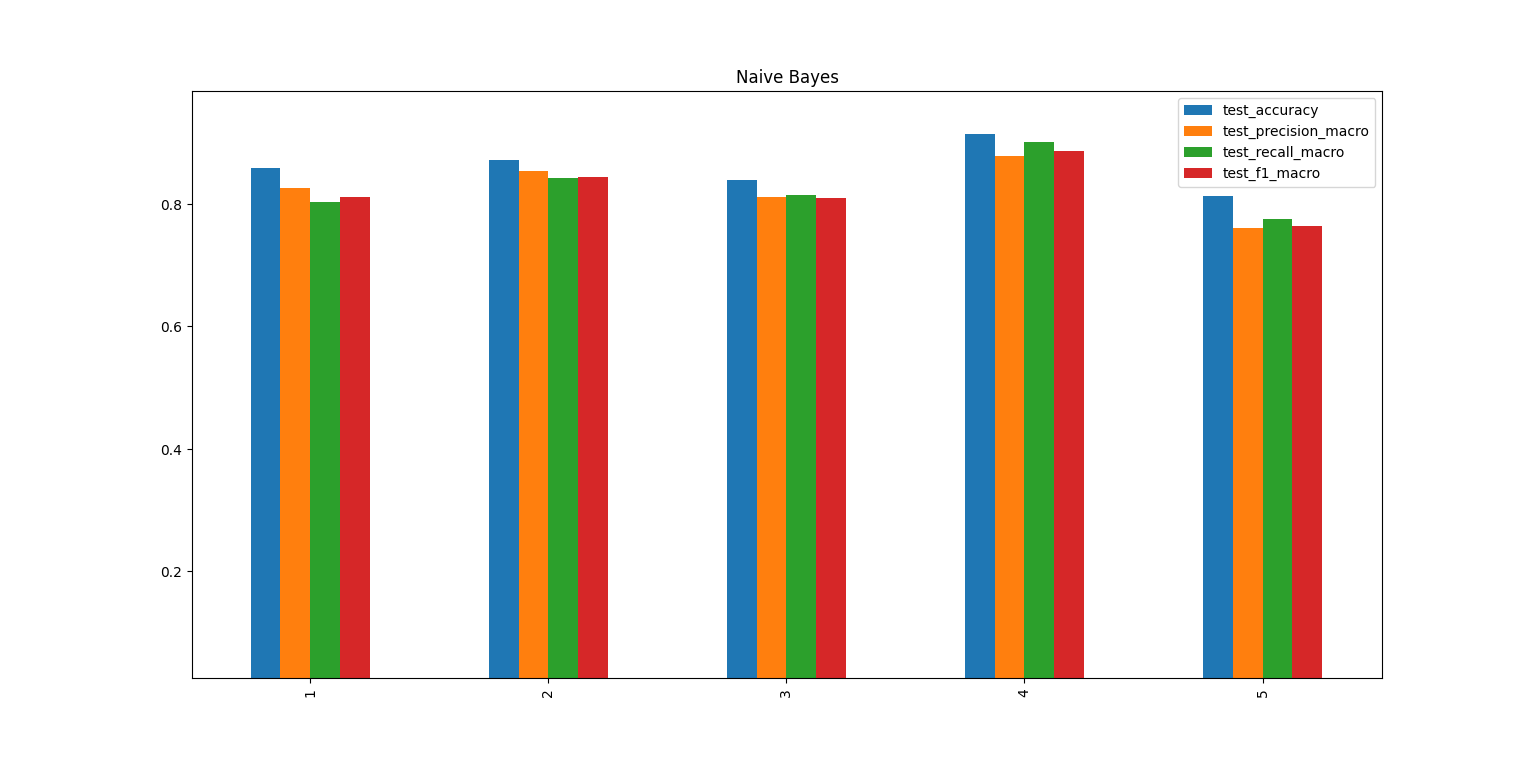 Naive Bayes
test_accuracy
test_precision_macro
test_recall_macro
test_f1_macro
0.8
0.6
0.4
0.2
1
2
3
4
5